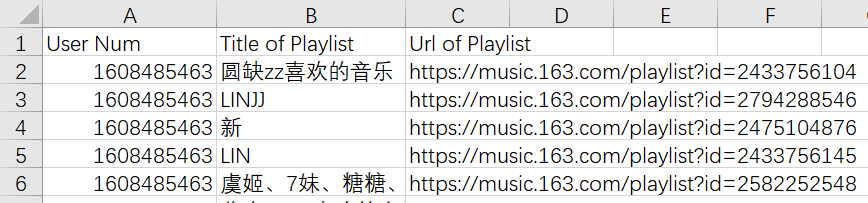 A B C D E F
1 User Num Title of Playlist Url of Playlist
2 1608485463 圆缺zz喜欢的音乐 https://music.163.com/playlist?id=2433756104
3 1608485463 LINJJ https://music.163.com/playlist?id=2794288546
4 1608485463 新 https://music.163.com/playlist?id=2475104876
5 1608485463 LIN https://music.163.com/playlist?id=2433756145
6 1608485463 虞姬、7妹、糖糖、 https://music.163.com/playlist?id=2582252548